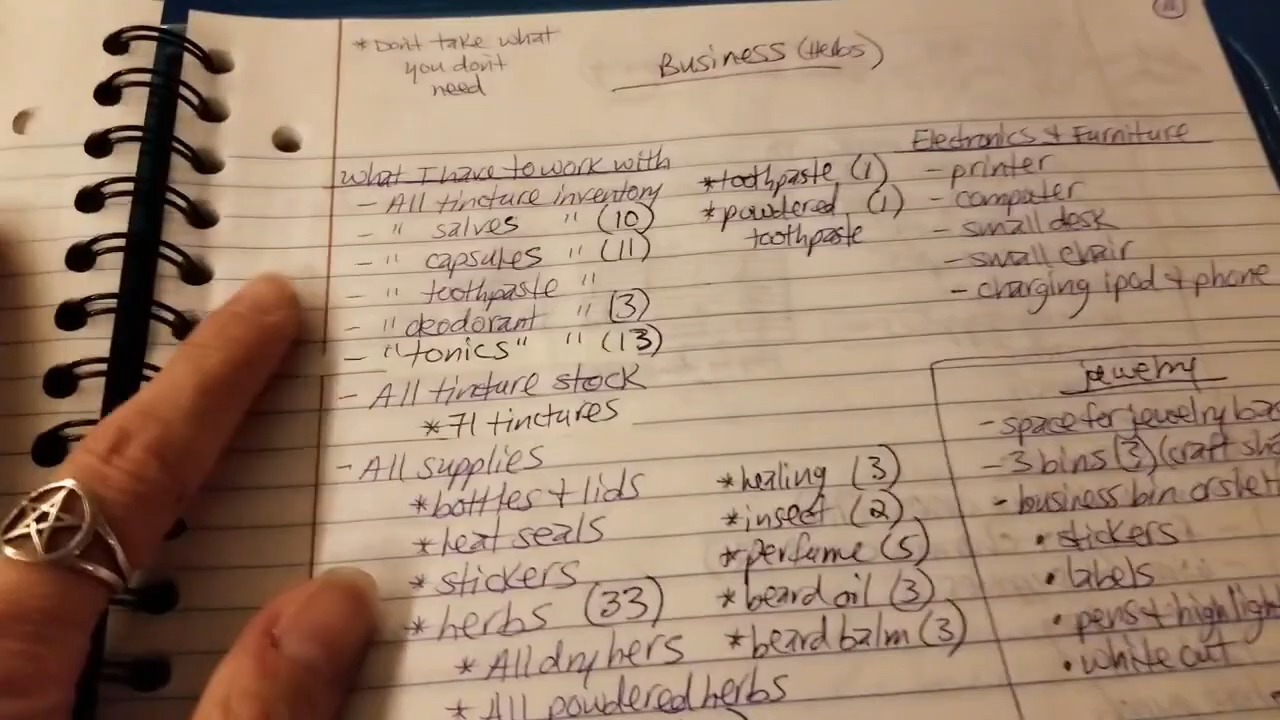 *Don't take what
you don't
need
Business (Herbs)
What I have to work with
- All tincture inventory
- " salves " (10)
- " capsules " (11)
- " toothpaste "
- " deodorant " (3)
- "tonics" " (13)
- All tincture stock
*71 tinctures
- All supplies
*bottles + lids
*heat seals
*stickers
*herbs (33)
*All dry hers
*All powdered herbs
*toothpaste (1)
*powdered (1)
toothpaste
*healing (3)
*insect (2)
*perfume (5)
*beard oil (3)
*beard balm (3)
Electronics & Furniture
- printer
- computer
- small desk
- small chair
- charging ipod + phone
jewelry
- space for jewelry
- 3 bins (3) (craft
- business bin or
• stickers
• labels
• pens + highligh
• white out